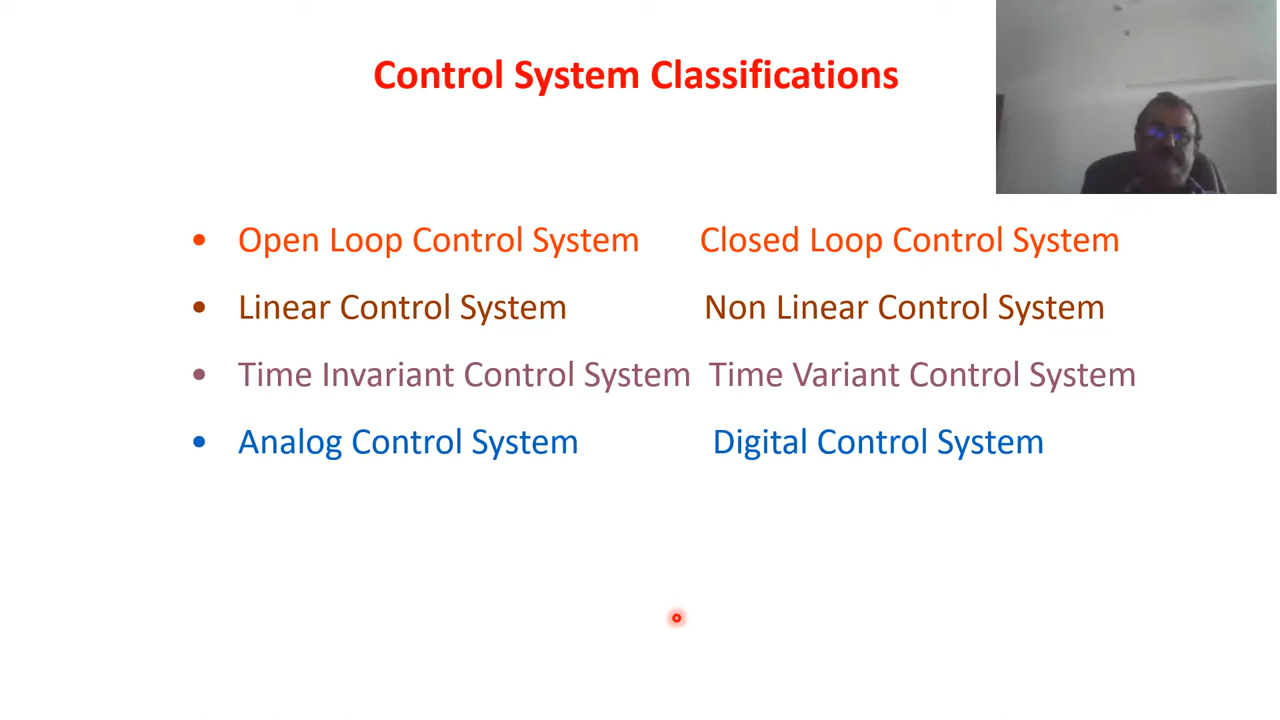 Control System Classifications
• Open Loop Control System Closed Loop Control System
• Linear Control System Non Linear Control System
• Time Invariant Control System Time Variant Control System
• Analog Control System Digital Control System